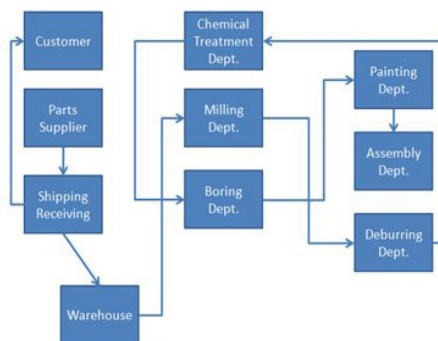 Customer
Parts
Supplier
Shipping
Receiving
Warehouse
Chemical
Treatment
Dept.
Milling
Dept.
Boring
Dept.
Painting
Dept.
Assembly
Dept.
Deburring
Dept.